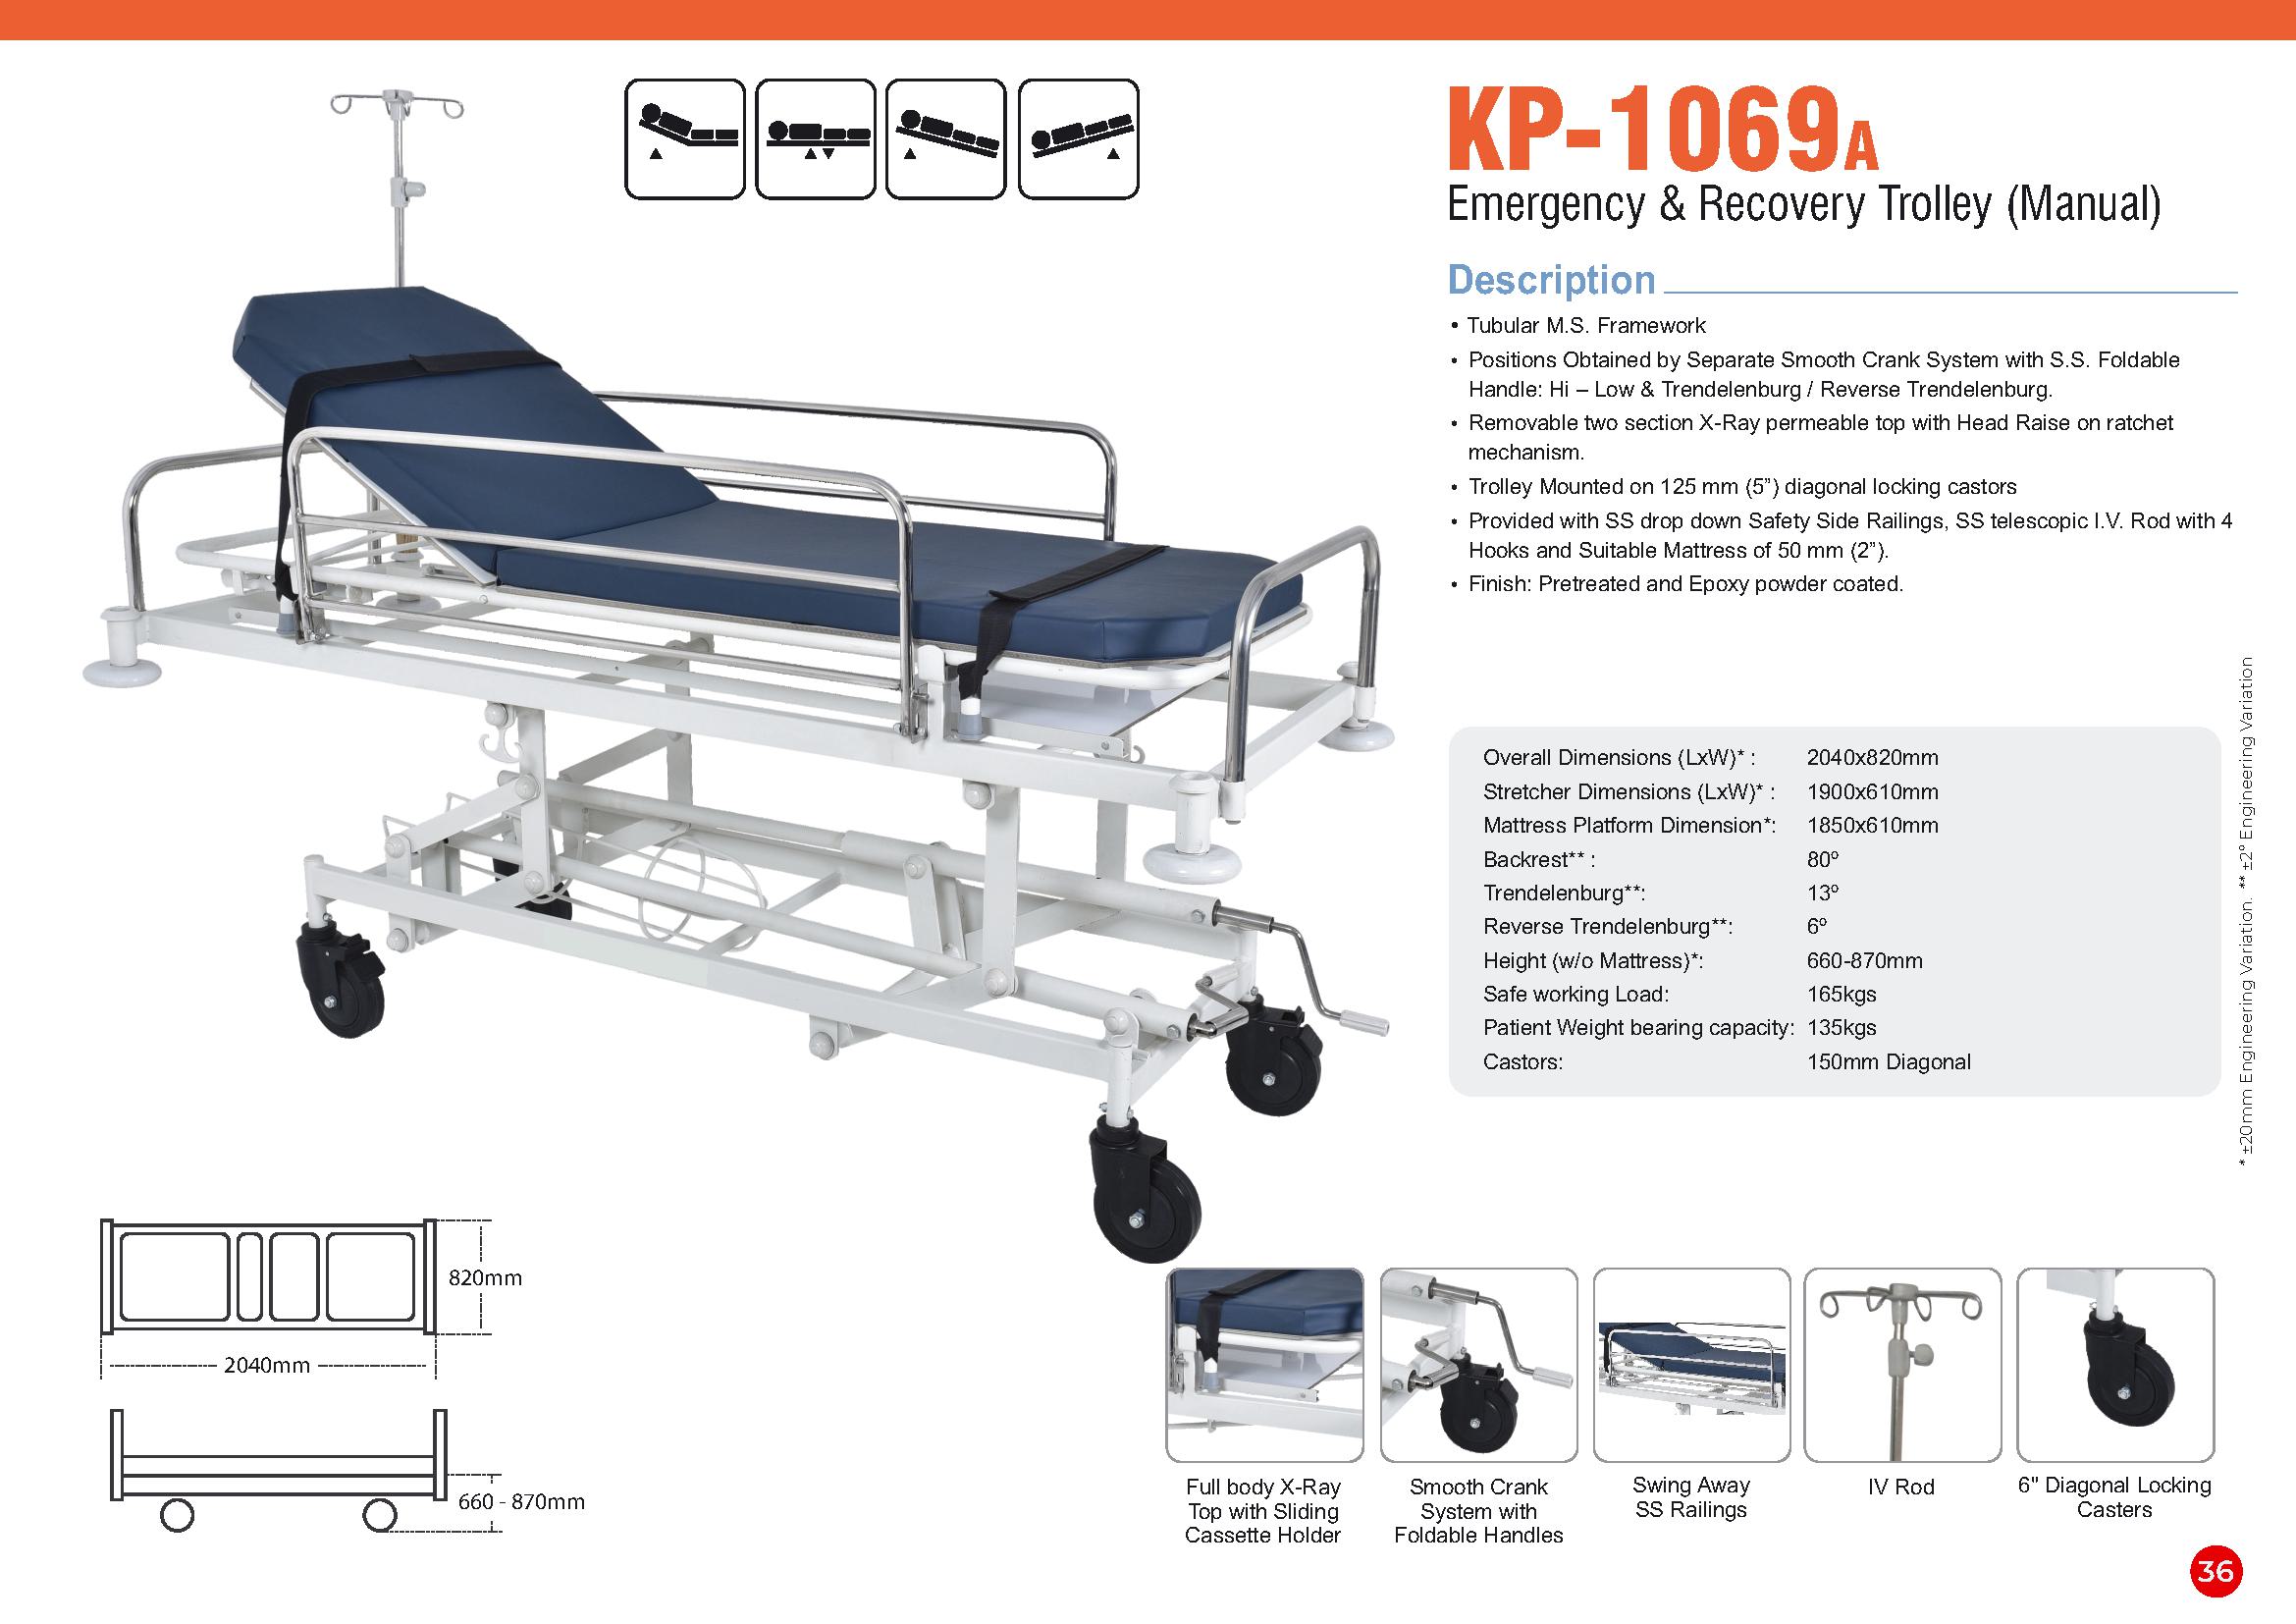 KP-1069A
Emergency & Recovery Trolley (Manual)
Description
• Tubular M.S. Framework
• Positions Obtained by Separate Smooth Crank System with S.S. Foldable
Handle: Hi – Low & Trendelenburg / Reverse Trendelenburg.
• Removable two section X-Ray permeable top with Head Raise on ratchet
mechanism.
• Trolley Mounted on 125 mm (5”) diagonal locking castors
• Provided with SS drop down Safety Side Railings, SS telescopic I.V. Rod with 4
Hooks and Suitable Mattress of 50 mm (2”).
• Finish: Pretreated and Epoxy powder coated.
Overall Dimensions (LxW)* : 2040x820mm
Stretcher Dimensions (LxW)* : 1900x610mm
Mattress Platform Dimension*: 1850x610mm
Backrest** : 80º
Trendelenburg**: 13º
Reverse Trendelenburg**: 6º
Height (w/o Mattress)*: 660-870mm
Safe working Load: 165kgs
Patient Weight bearing capacity: 135kgs
Castors: 150mm Diagonal
* ±20mm Engineering Variation. ** ±2° Engineering Variation
820mm
2040mm
660 - 870mm
Full body X-Ray
Top with Sliding
Cassette Holder
Smooth Crank
System with
Foldable Handles
Swing Away
SS Railings
IV Rod
6" Diagonal Locking
Casters
36